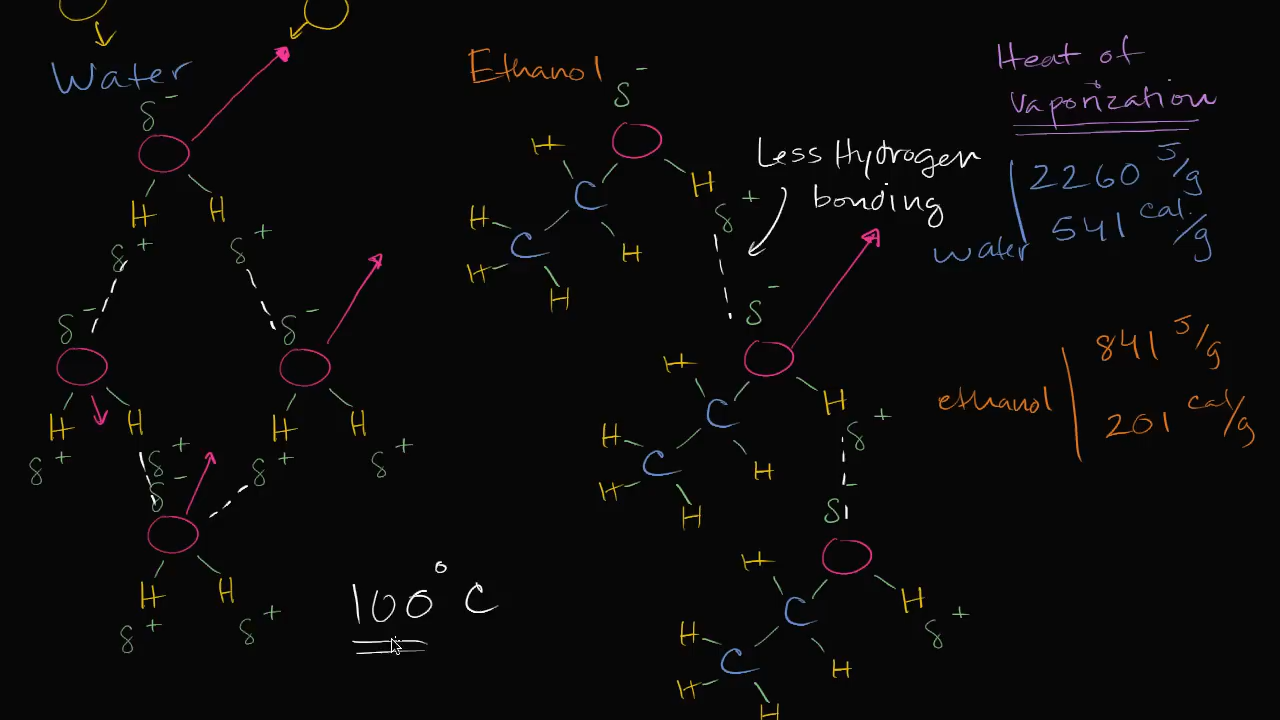 Water
δ-
H H
δ+ δ+
δ- δ-
H H H H
δ+ δ+ δ+ δ+
δ-
H H
δ+ δ+
100° C
Ethanol
δ-
H
C H
δ+
H C H
H H
Less Hydrogen
bonding
δ-
H
C H
δ+
H C H
H H
δ-
H
C H
δ+
H C H
H H
Heat of
vaporization
2260 J/g
water 541 cal/g
841 J/g
ethanol
201 cal/g